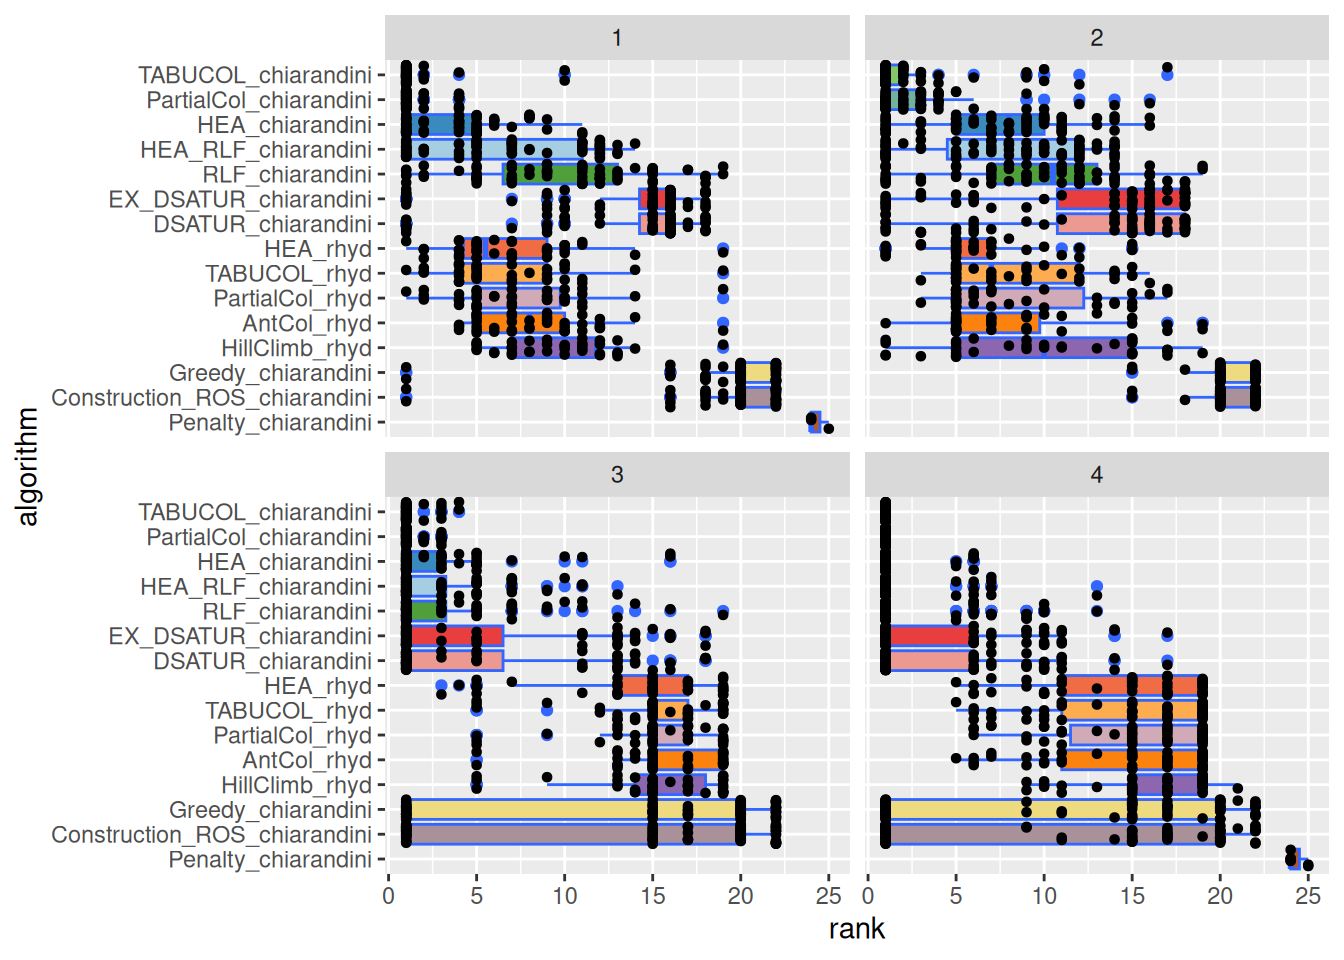 1
2
TABUCOL_chiarandini
PartialCol_chiarandini
HEA_chiarandini
HEA_RLF_chiarandini
RLF_chiarandini
EX_DSATUR_chiarandini
DSATUR_chiarandini
HEA_rhyd
TABUCOL_rhyd
PartialCol_rhyd
AntCol_rhyd
HillClimb_rhyd
Greedy_chiarandini
Construction_ROS_chiarandini
Penalty_chiarandini
algorithm
3
4
TABUCOL_chiarandini
PartialCol_chiarandini
HEA_chiarandini
HEA_RLF_chiarandini
RLF_chiarandini
EX_DSATUR_chiarandini
DSATUR_chiarandini
HEA_rhyd
TABUCOL_rhyd
PartialCol_rhyd
AntCol_rhyd
HillClimb_rhyd
Greedy_chiarandini
Construction_ROS_chiarandini
Penalty_chiarandini
0 5 10 15 20 25
0 5 10 15 20 25
rank